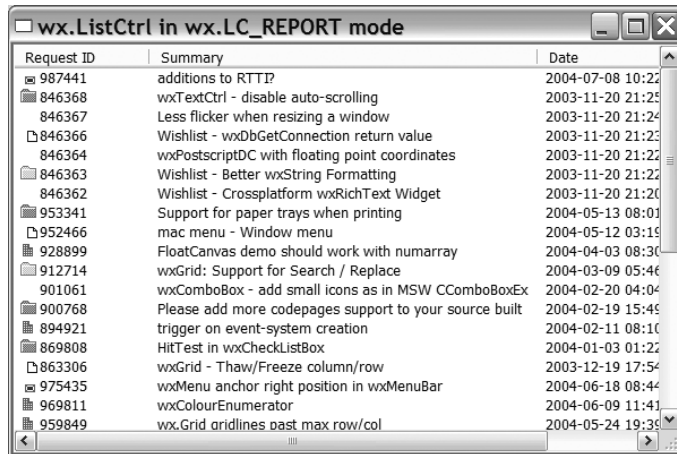 wx.ListCtrl in wx.LC_REPORT mode
Request ID Summary Date
987441 additions to RTTI? 2004-07-08 10:22
846368 wxTextCtrl - disable auto-scrolling 2003-11-20 21:25
846367 Less flicker when resizing a window 2003-11-20 21:24
846366 Wishlist - wxDbGetConnection return value 2003-11-20 21:23
846364 wxPostscriptDC with floating point coordinates 2003-11-20 21:22
846363 Wishlist - Better wxString Formatting 2003-11-20 21:22
846362 Wishlist - Crossplatform wxRichText Widget 2003-11-20 21:20
953341 Support for paper trays when printing 2004-05-13 08:01
952466 mac menu - Window menu 2004-05-12 03:19
928899 FloatCanvas demo should work with numarray 2004-04-03 08:30
912714 wxGrid: Support for Search / Replace 2004-03-09 05:46
901061 wxComboBox - add small icons as in MSW CComboBoxEx 2004-02-20 04:04
900768 Please add more codepages support to your source built 2004-02-19 15:49
894921 trigger on event-system creation 2004-02-11 08:10
869808 HitTest in wxCheckListBox 2004-01-03 01:22
863306 wxGrid - Thaw/Freeze column/row 2003-12-19 17:54
975435 wxMenu anchor right position in wxMenuBar 2004-06-18 08:44
969811 wxColourEnumerator 2004-06-09 11:41
959849 wx.Grid gridlines past max row/col 2004-05-24 19:39